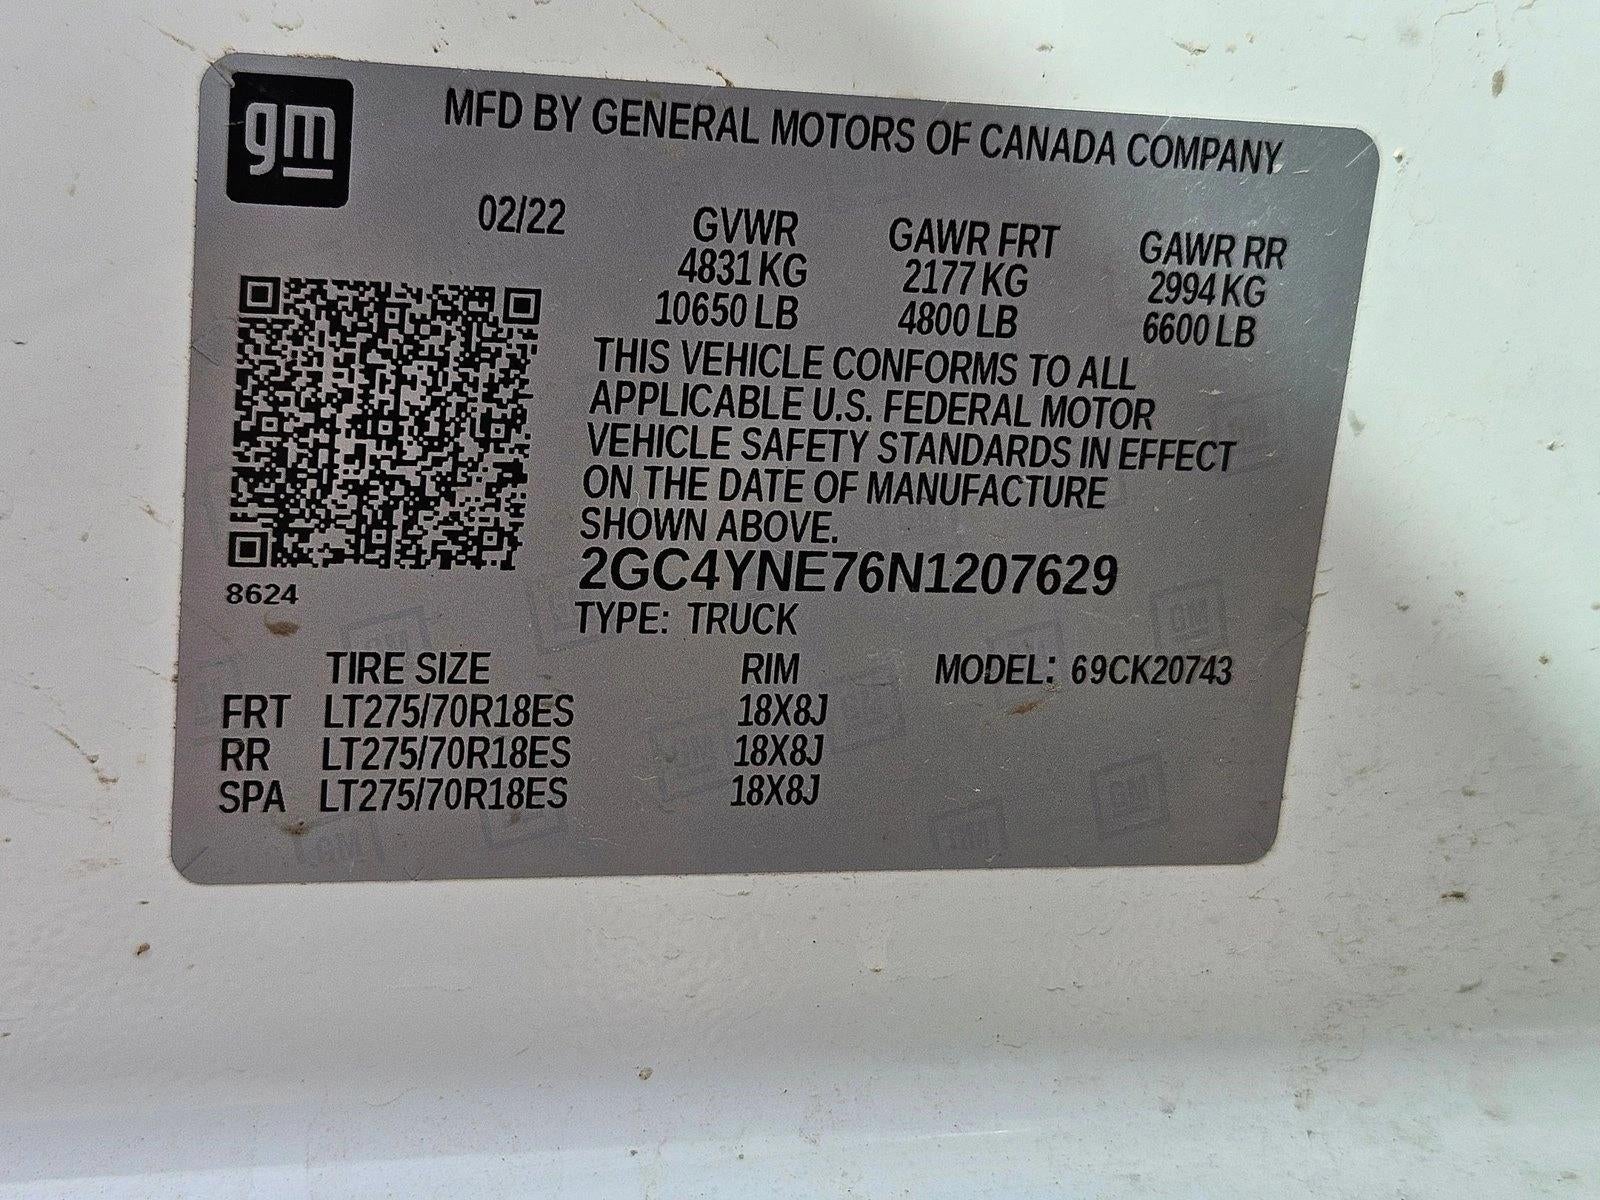 gm
MFD BY GENERAL MOTORS OF CANADA COMPANY
02/22 GVWR GAWR FRT GAWR RR
4831 KG 2177 KG 2994 KG
10650 LB 4800 LB 6600 LB
THIS VEHICLE CONFORMS TO ALL
APPLICABLE U.S. FEDERAL MOTOR
VEHICLE SAFETY STANDARDS IN EFFECT
ON THE DATE OF MANUFACTURE
SHOWN ABOVE.
2GC4YNE76N1207629
8624
TYPE: TRUCK
TIRE SIZE RIM MODEL: 69CK20743
FRT LT275/70R18ES 18X8J
RR LT275/70R18ES 18X8J
SPA LT275/70R18ES 18X8J